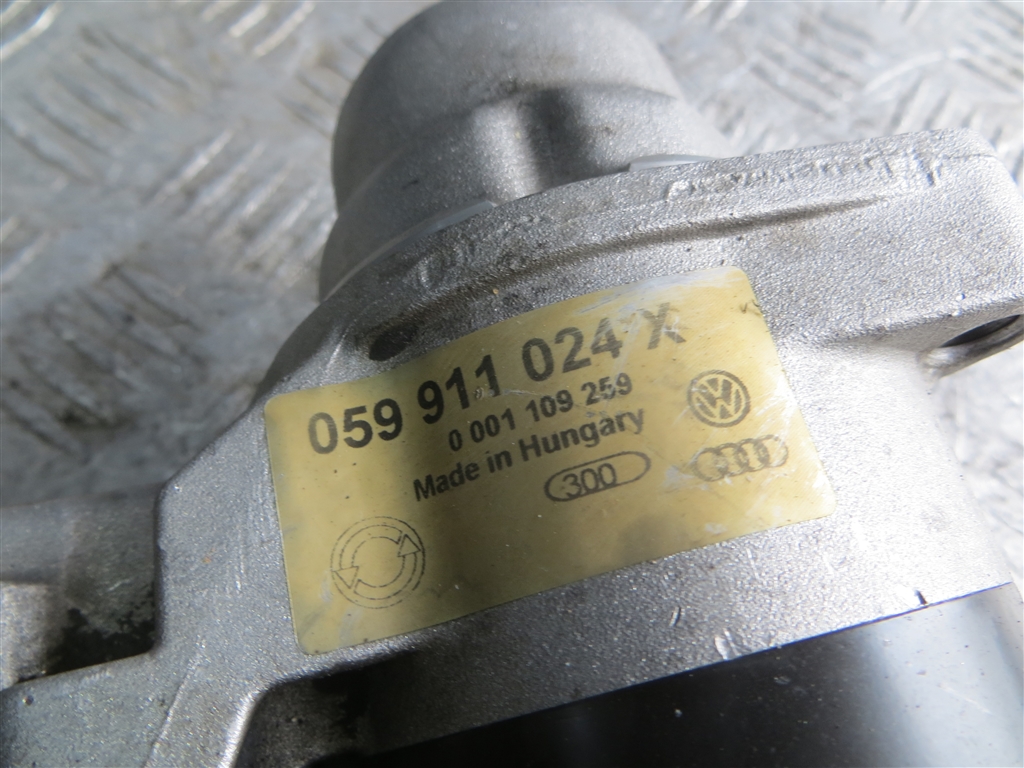 059 911 024 X
0 001 109 259
Made in Hungary
300